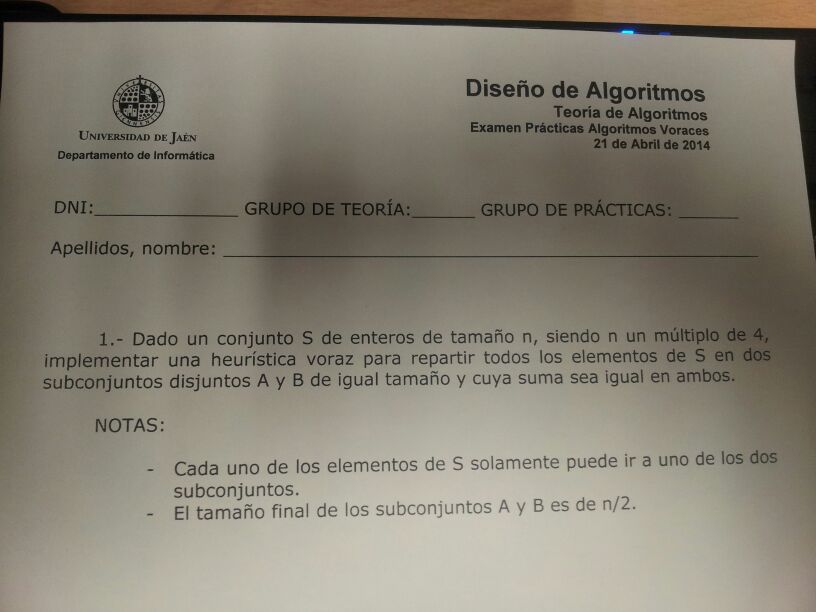 Diseño de Algoritmos
Teoría de Algoritmos
Examen Prácticas Algoritmos Voraces
21 de Abril de 2014
UNIVERSIDAD DE JAÉN
Departamento de Informática
DNI:_______________ GRUPO DE TEORÍA:______ GRUPO DE PRÁCTICAS: ______
Apellidos, nombre: ______________________________________________________
1.- Dado un conjunto S de enteros de tamaño n, siendo n un múltiplo de 4,
implementar una heurística voraz para repartir todos los elementos de S en dos
subconjuntos disjuntos A y B de igual tamaño y cuya suma sea igual en ambos.
NOTAS:
- Cada uno de los elementos de S solamente puede ir a uno de los dos
subconjuntos.
- El tamaño final de los subconjuntos A y B es de n/2.